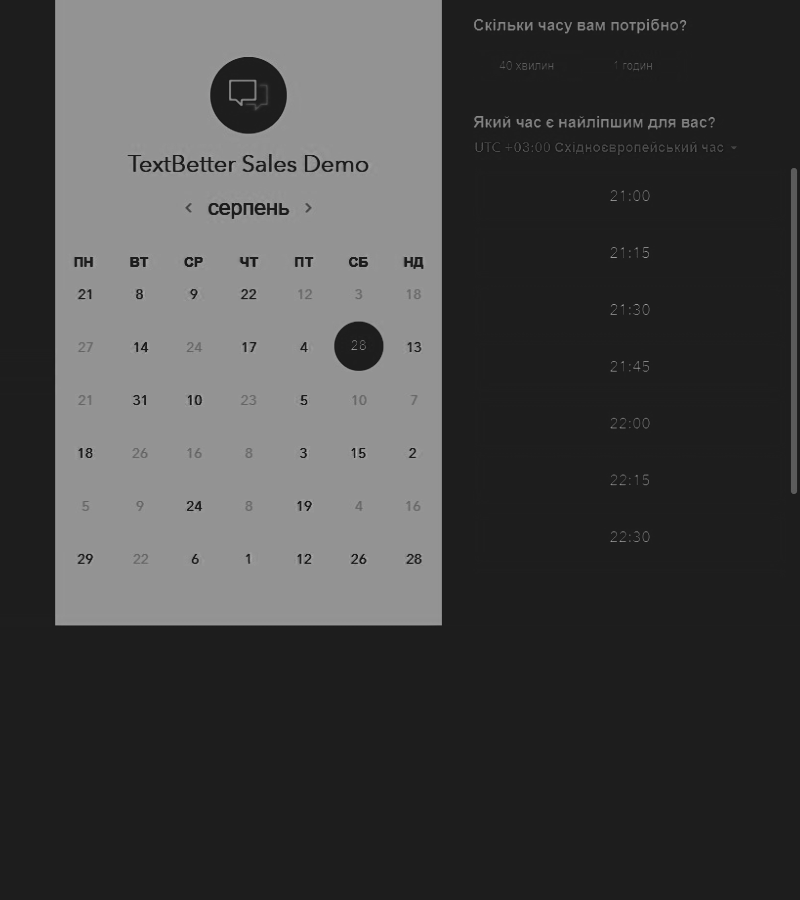 TextBetter Sales Demo
< серпень >
ПН ВТ СР ЧТ ПТ СБ НД
21 8 9 22 12 3 18
27 14 24 17 4 28 13
21 31 10 23 5 10 7
18 26 16 8 3 15 2
5 9 24 8 19 4 16
29 22 6 1 12 26 28
Скільки часу вам потрібно?
40 хвилин 1 годин
Який час є найліпшим для вас?
UTC +03:00 Східноєвропейський час
21:00
21:15
21:30
21:45
22:00
22:15
22:30